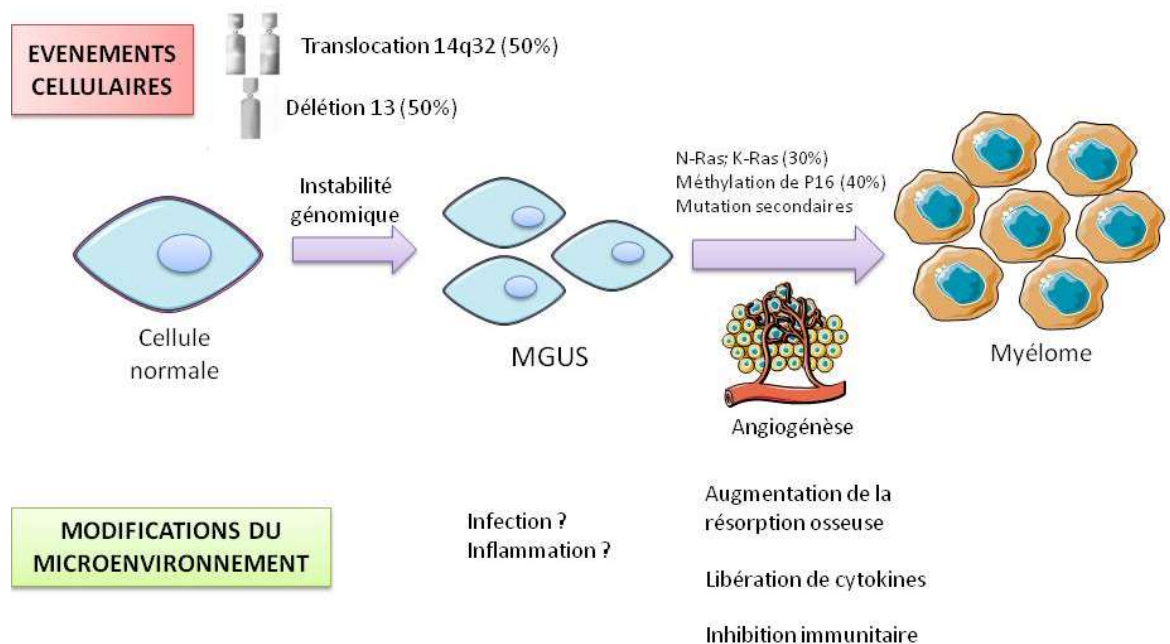 EVENEMENTS
CELLULAIRES
Translocation 14q32 (50%)
Délétion 13 (50%)
Instabilité
génomique
N-Ras; K-Ras (30%)
Méthylation de P16 (40%)
Mutation secondaires
Cellule
normale
MGUS
Angiogénèse
Myélome
MODIFICATIONS DU
MICROENVIRONNEMENT
Infection ?
Inflammation ?
Augmentation de la
résorption osseuse
Libération de cytokines
Inhibition immunitaire